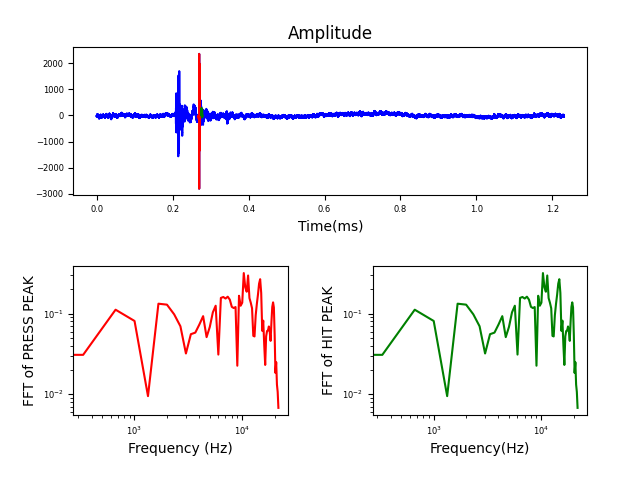 Amplitude
2000
1000
0
−1000
−2000
−3000
0.0 0.2 0.4 0.6 0.8 1.0 1.2
Time(ms)
FFT of PRESS PEAK
10⁻¹
10⁻²
10³ 10⁴
Frequency (Hz)
FFT of HIT PEAK
10⁻¹
10⁻²
10³ 10⁴
Frequency(Hz)